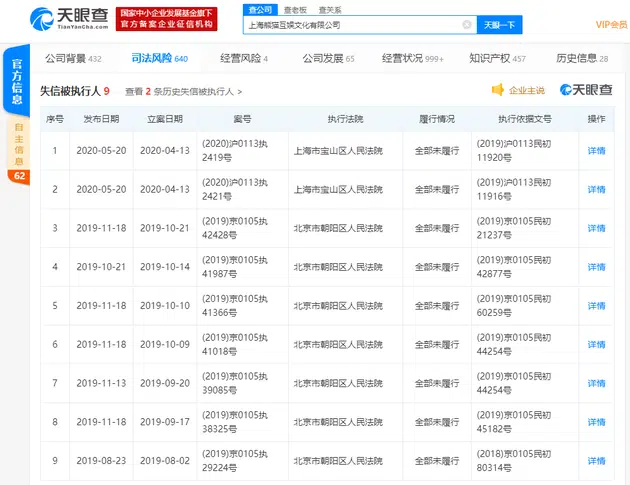 天眼查
TianYanCha.com
国家中小企业发展基金旗下
官方备案企业征信机构
查公司 查老板 查关系
上海熊猫互娱文化有限公司
天眼一下
VIP会员
公司背景 432 司法风险 640 经营风险 4 公司发展 65 经营状况 999+ 知识产权 457 历史信息 28
官方信息
自主信息
62
失信被执行人 9 查看 2 条历史失信被执行人 >
企业主说 天眼查
序号 发布日期 立案日期 案号 执行法院 履行情况 执行依据文号 操作
1 2020-05-20 2020-04-13 (2020)沪0113执2419号 上海市宝山区人民法院 全部未履行 (2019)沪0113民初11920号 详情
2 2020-05-20 2020-04-13 (2020)沪0113执2421号 上海市宝山区人民法院 全部未履行 (2019)沪0113民初11916号 详情
3 2019-11-18 2019-10-21 (2019)京0105执42428号 北京市朝阳区人民法院 全部未履行 (2019)京0105民初21237号 详情
4 2019-10-21 2019-10-14 (2019)京0105执41987号 北京市朝阳区人民法院 全部未履行 (2019)京0105民初42877号 详情
5 2019-11-18 2019-10-10 (2019)京0105执41366号 北京市朝阳区人民法院 全部未履行 (2019)京0105民初60259号 详情
6 2019-11-18 2019-10-09 (2019)京0105执41018号 北京市朝阳区人民法院 全部未履行 (2019)京0105民初44254号 详情
7 2019-11-13 2019-09-20 (2019)京0105执39085号 北京市朝阳区人民法院 全部未履行 (2019)京0105民初44254号 详情
8 2019-11-18 2019-09-17 (2019)京0105执38325号 北京市朝阳区人民法院 全部未履行 (2019)京0105民初45182号 详情
9 2019-08-23 2019-08-02 (2019)京0105执29224号 北京市朝阳区人民法院 全部未履行 (2018)京0105民初80314号 详情